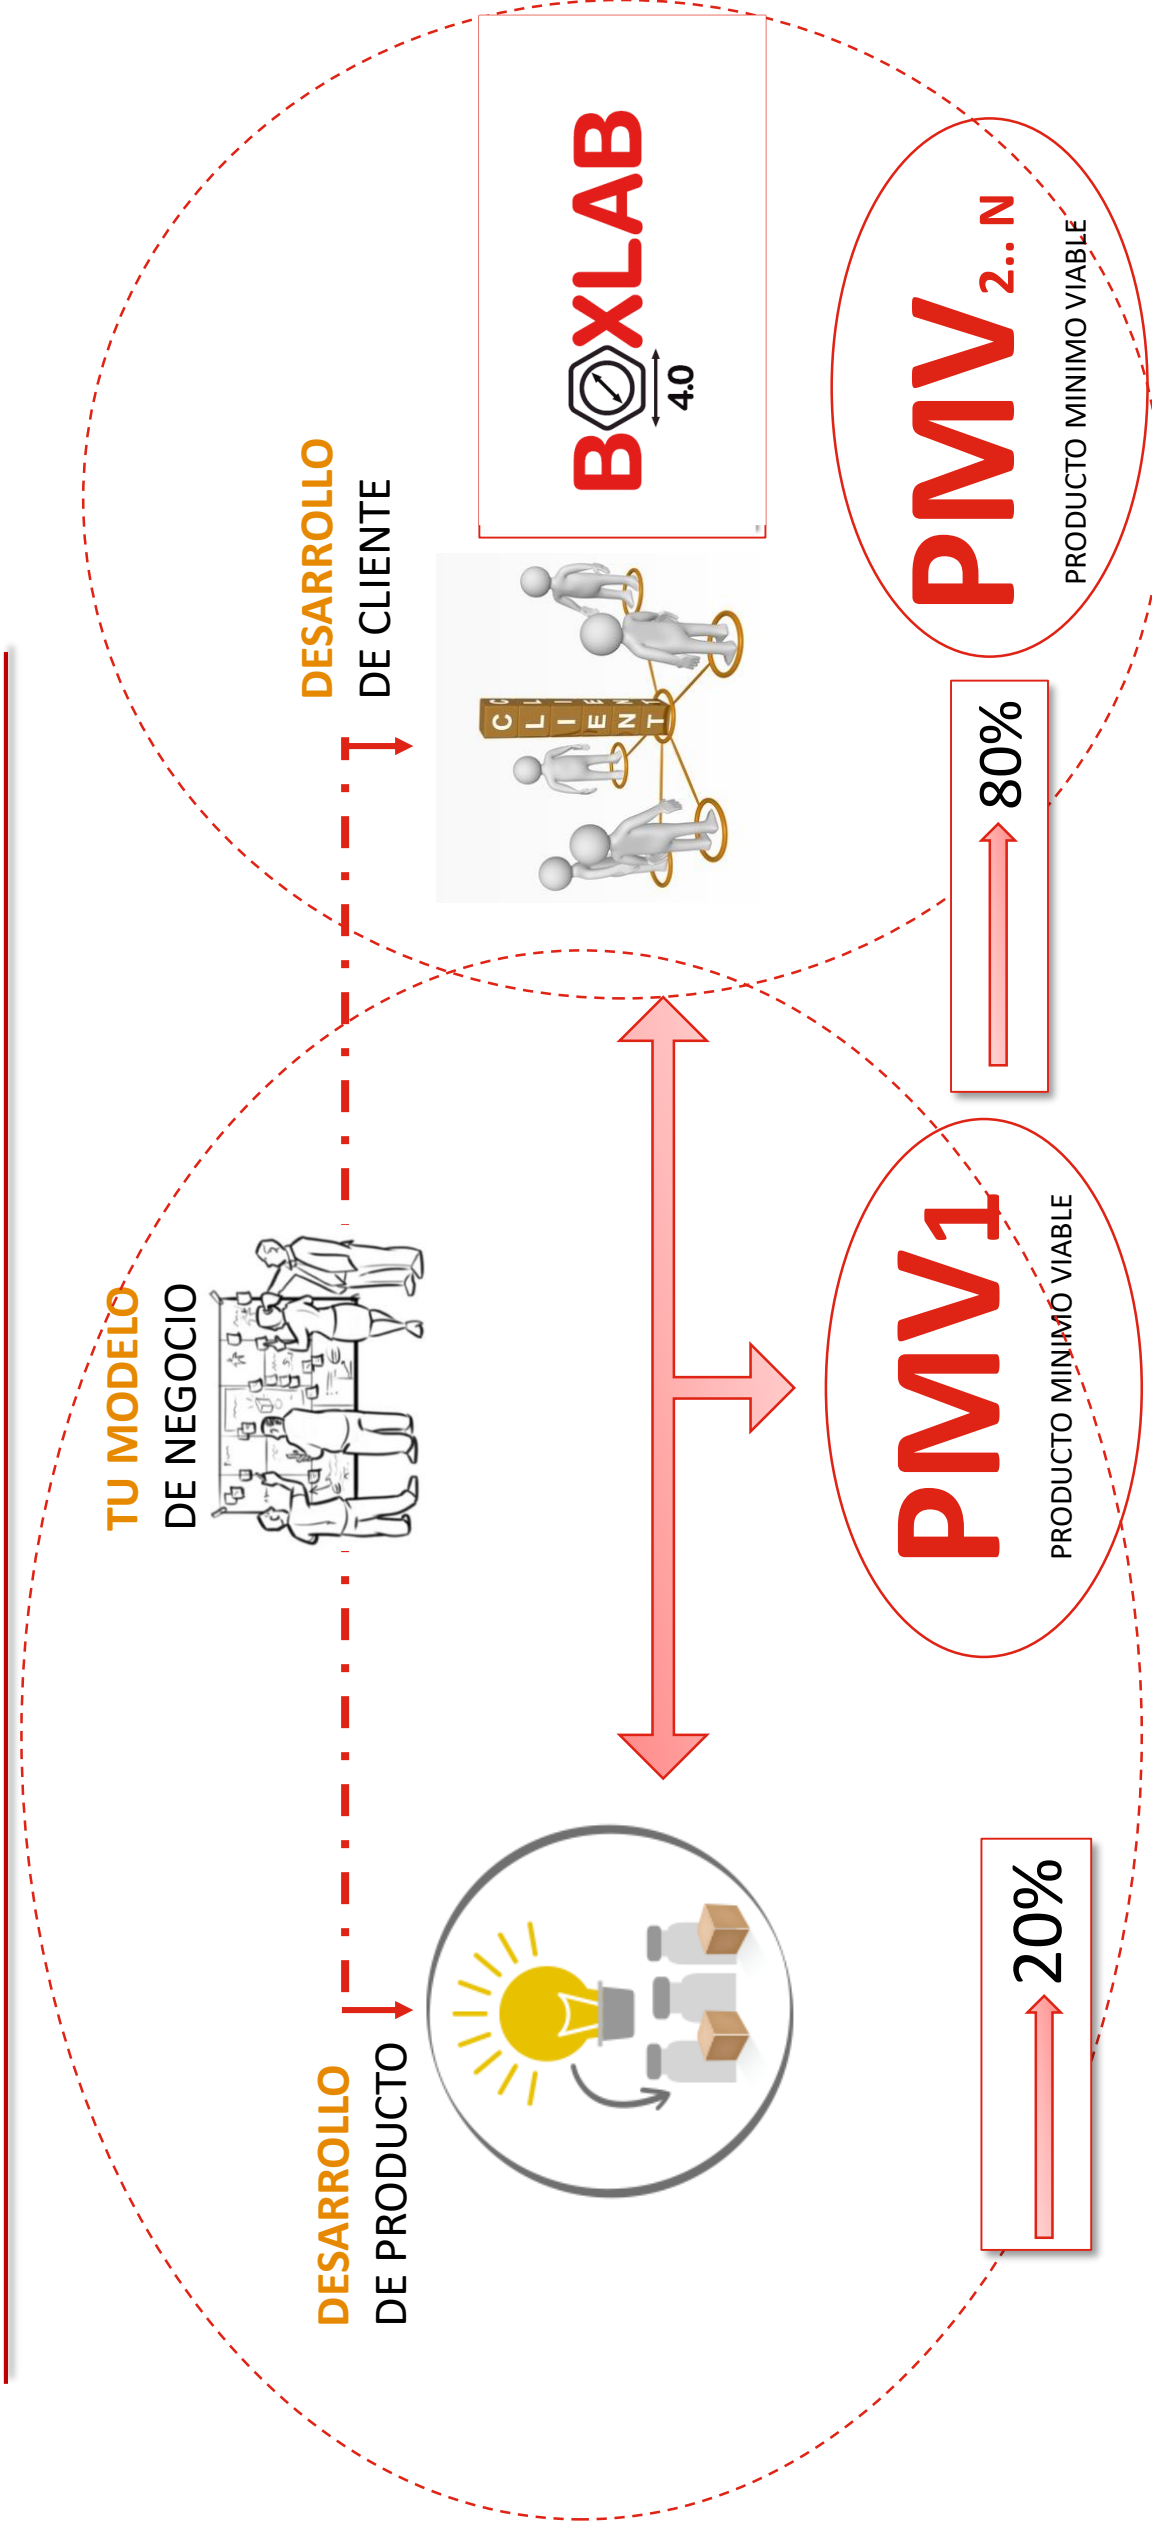 TU MODELO
DE NEGOCIO
DESARROLLO
DE PRODUCTO
DESARROLLO
DE CLIENTE
CLIENT
BOXLAB
4.0
PMV1
PRODUCTO MINIMO VIABLE
PMV2.. N
PRODUCTO MINIMO VIABLE
20%
80%